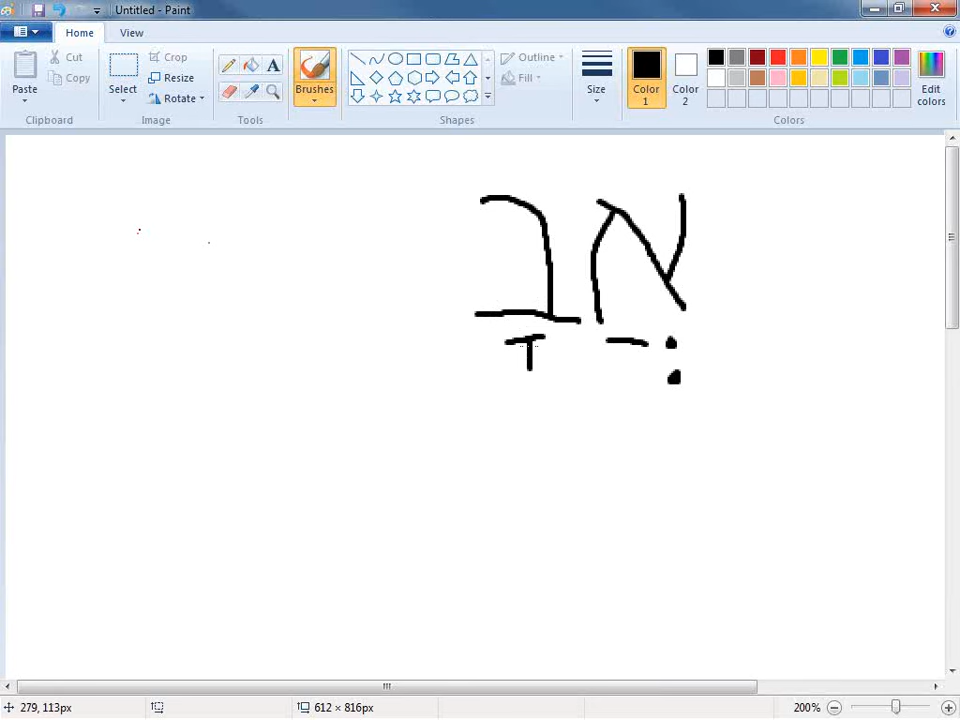 Untitled - Paint
Home View
Paste Cut Copy Select Crop Resize Rotate A Brushes Outline Fill Size Color 1 Color 2 Edit colors
Clipboard Image Tools Shapes Colors
אֲבָ
279, 113px 612 × 816px 200%